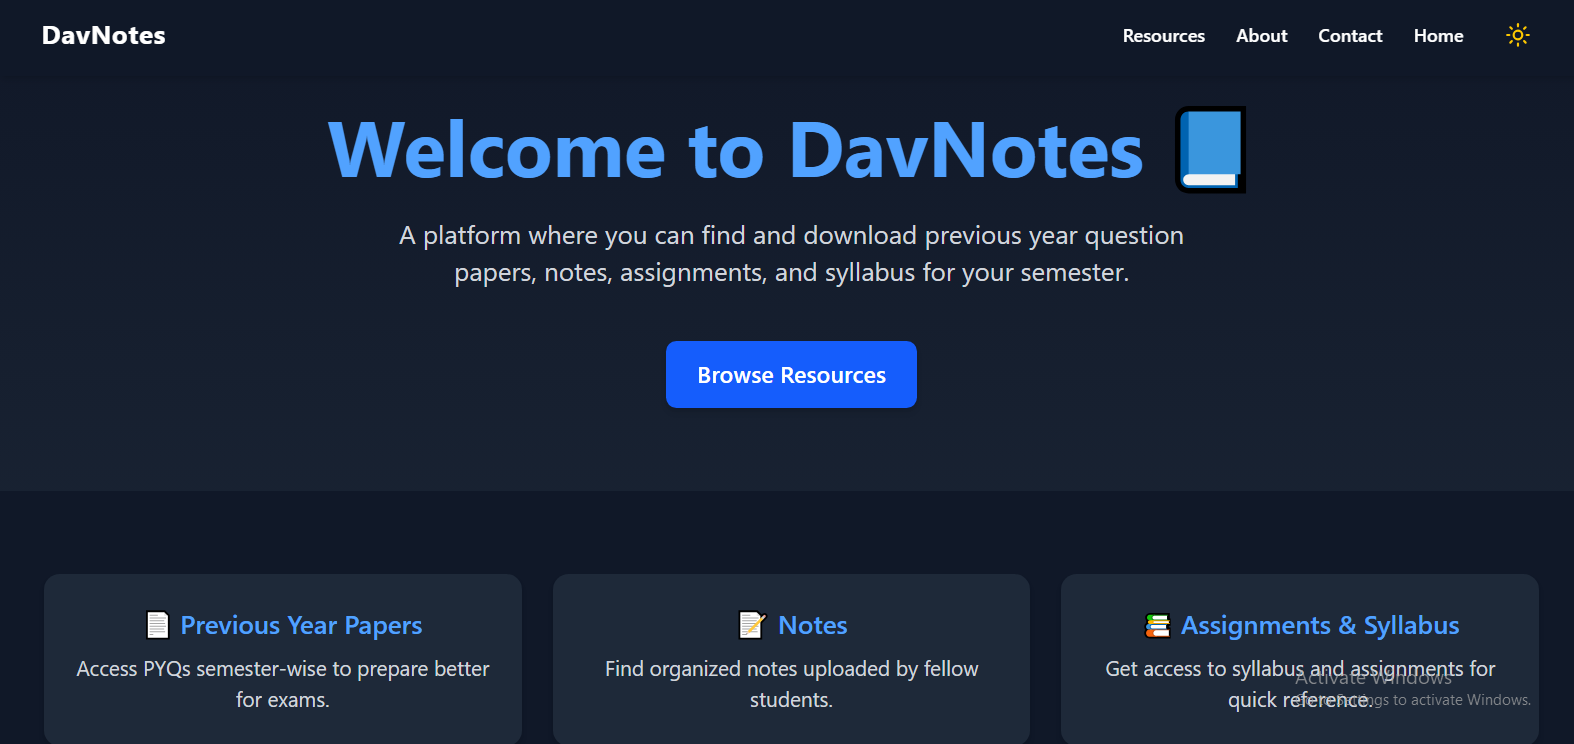 DavNotes
Resources About Contact Home
Welcome to DavNotes
A platform where you can find and download previous year question
papers, notes, assignments, and syllabus for your semester.
Browse Resources
Previous Year Papers
Access PYQs semester-wise to prepare better
for exams.
Notes
Find organized notes uploaded by fellow
students.
Assignments & Syllabus
Get access to syllabus and assignments for
quick reference.
Activate Windows
Go to Settings to activate Windows.